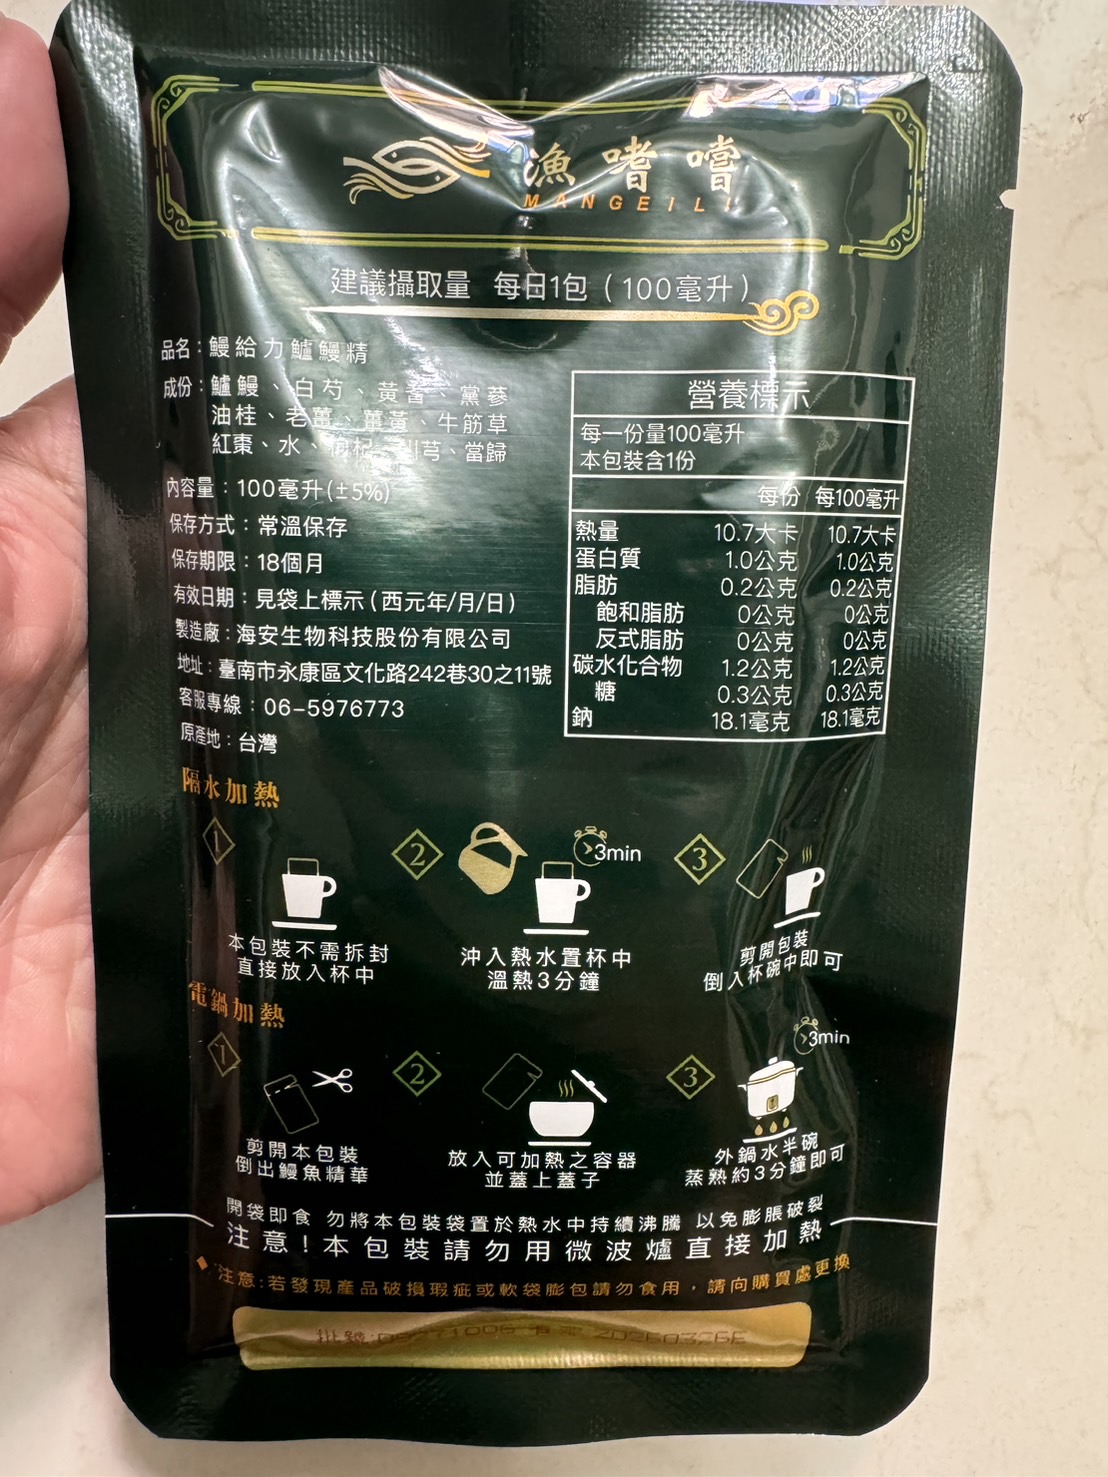 漁嗜嚐
MANGEILI
建議攝取量 每日1包(100毫升)
品名:鰻給力鱸鰻精
成份:鱸鰻、白芍、黃耆、黨蔘
油桂、老薑、薑黃、牛筋草
紅棗、水、枸杞、川芎、當歸
內容量:100毫升(±5%)
保存方式:常溫保存
保存期限:18個月
有效日期:見袋上標示(西元年/月/日)
製造廠:海安生物科技股份有限公司
地址:臺南市永康區文化路242巷30之11號
客服專線:06-5976773
原產地:台灣
營養標示
每一份量100毫升
本包裝含1份
每份 每100毫升
熱量 10.7大卡 10.7大卡
蛋白質 1.0公克 1.0公克
脂肪 0.2公克 0.2公克
飽和脂肪 0公克 0公克
反式脂肪 0公克 0公克
碳水化合物 1.2公克 1.2公克
糖 0.3公克 0.3公克
鈉 18.1毫克 18.1毫克
隔水加熱
1
本包裝不需拆封
直接放入杯中
2
3min
沖入熱水置杯中
溫熱3分鐘
3
剪開包裝
倒入杯碗中即可
電鍋加熱
1
剪開本包裝
倒出鰻魚精華
2
放入可加熱之容器
並蓋上蓋子
3
3min
外鍋水半碗
蒸熟約3分鐘即可
開袋即食 勿將本包裝袋置於熱水中持續沸騰 以免膨脹破裂
注意!本包裝請勿用微波爐直接加熱
注意:若發現產品破損瑕疵或軟袋膨包請勿食用,請向購買處更換
批號: